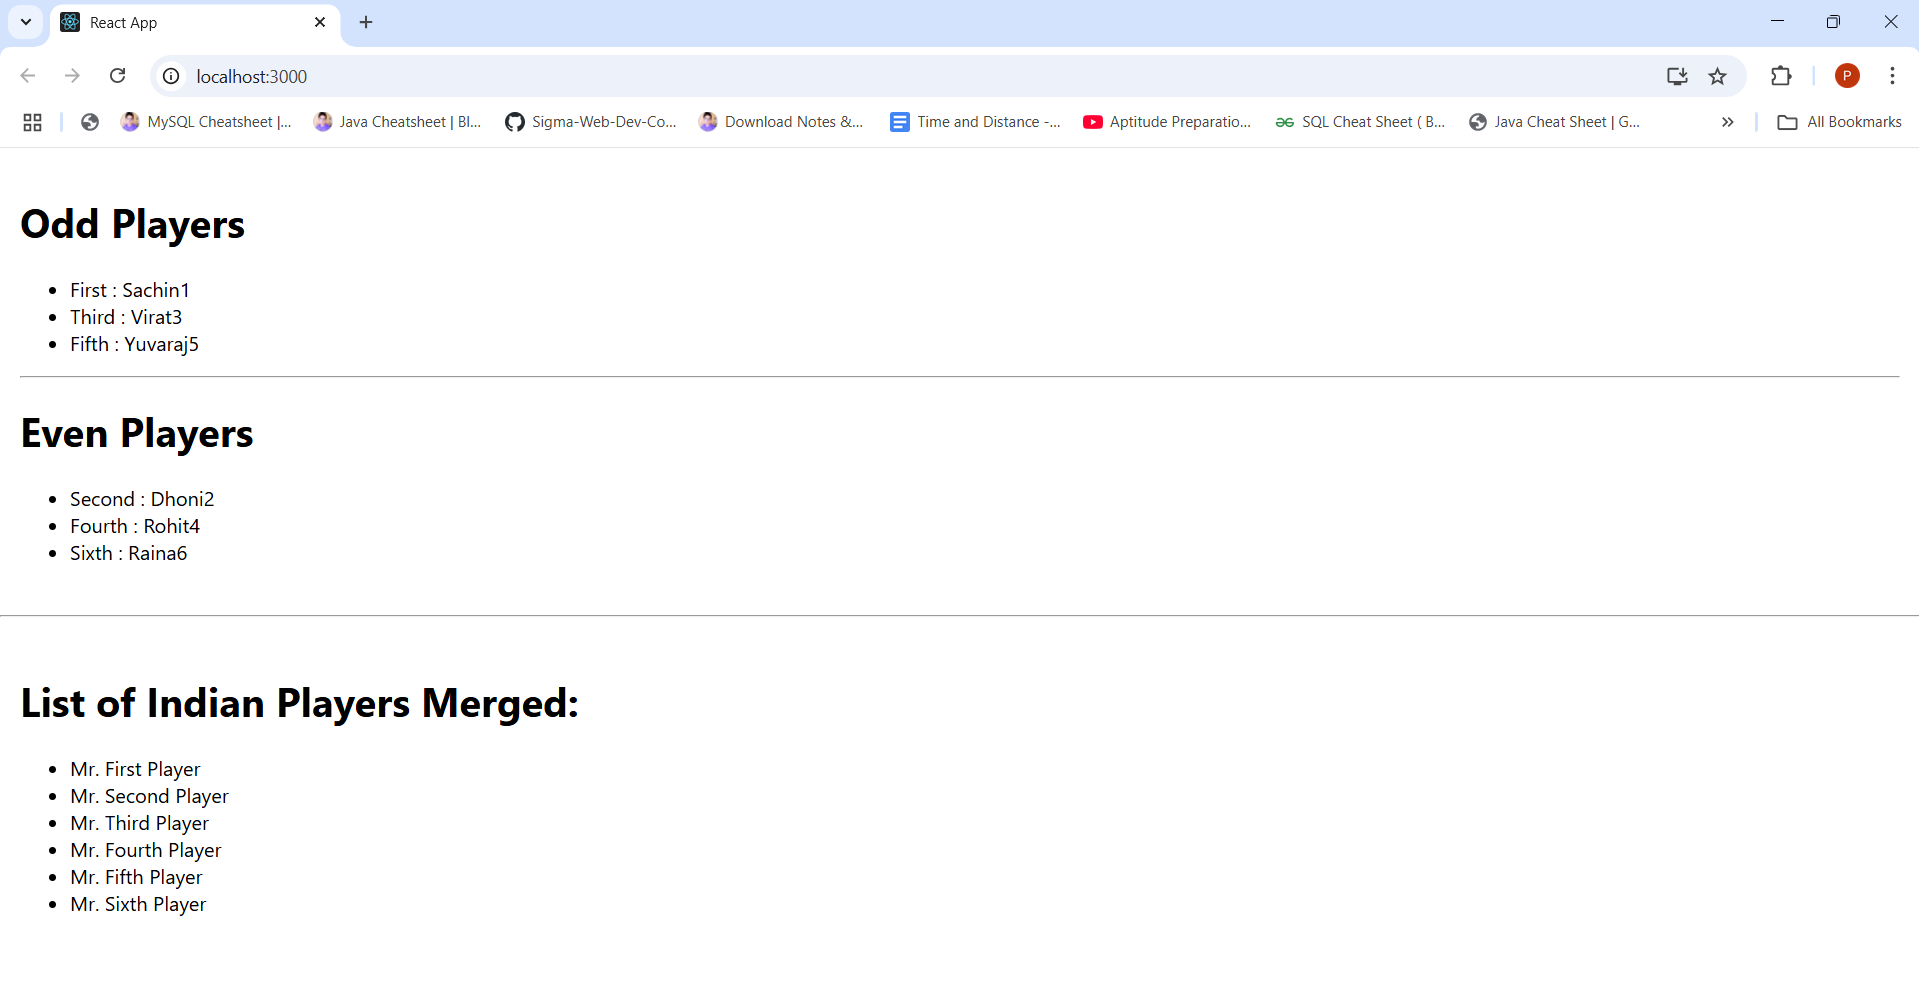 React App
localhost:3000
MySQL Cheatsheet |... Java Cheatsheet | Bl... Sigma-Web-Dev-Co... Download Notes &... Time and Distance -... Aptitude Preparatio... SQL Cheat Sheet ( B... Java Cheat Sheet | G... All Bookmarks
P
Odd Players
First : Sachin1
Third : Virat3
Fifth : Yuvaraj5
Even Players
Second : Dhoni2
Fourth : Rohit4
Sixth : Raina6
List of Indian Players Merged:
Mr. First Player
Mr. Second Player
Mr. Third Player
Mr. Fourth Player
Mr. Fifth Player
Mr. Sixth Player